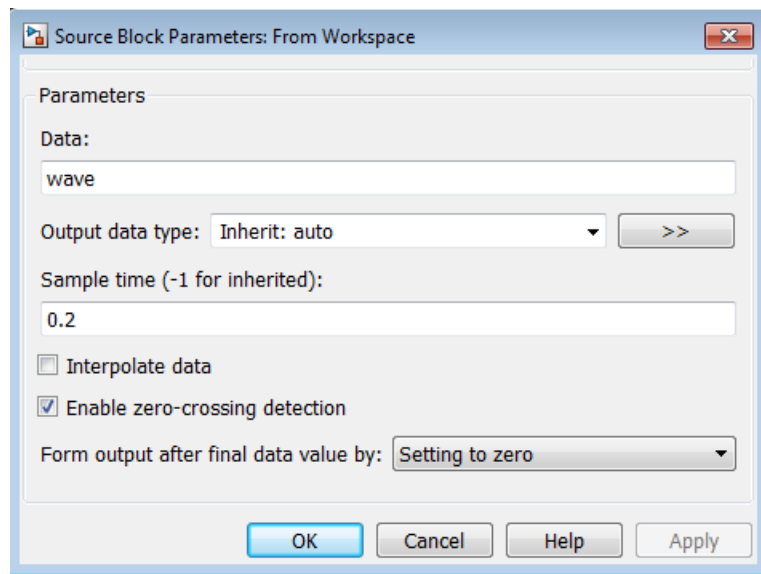 Source Block Parameters: From Workspace
Parameters
Data:
wave
Output data type: Inherit: auto >>
Sample time (-1 for inherited):
0.2
Interpolate data
Enable zero-crossing detection
Form output after final data value by: Setting to zero
OK Cancel Help Apply